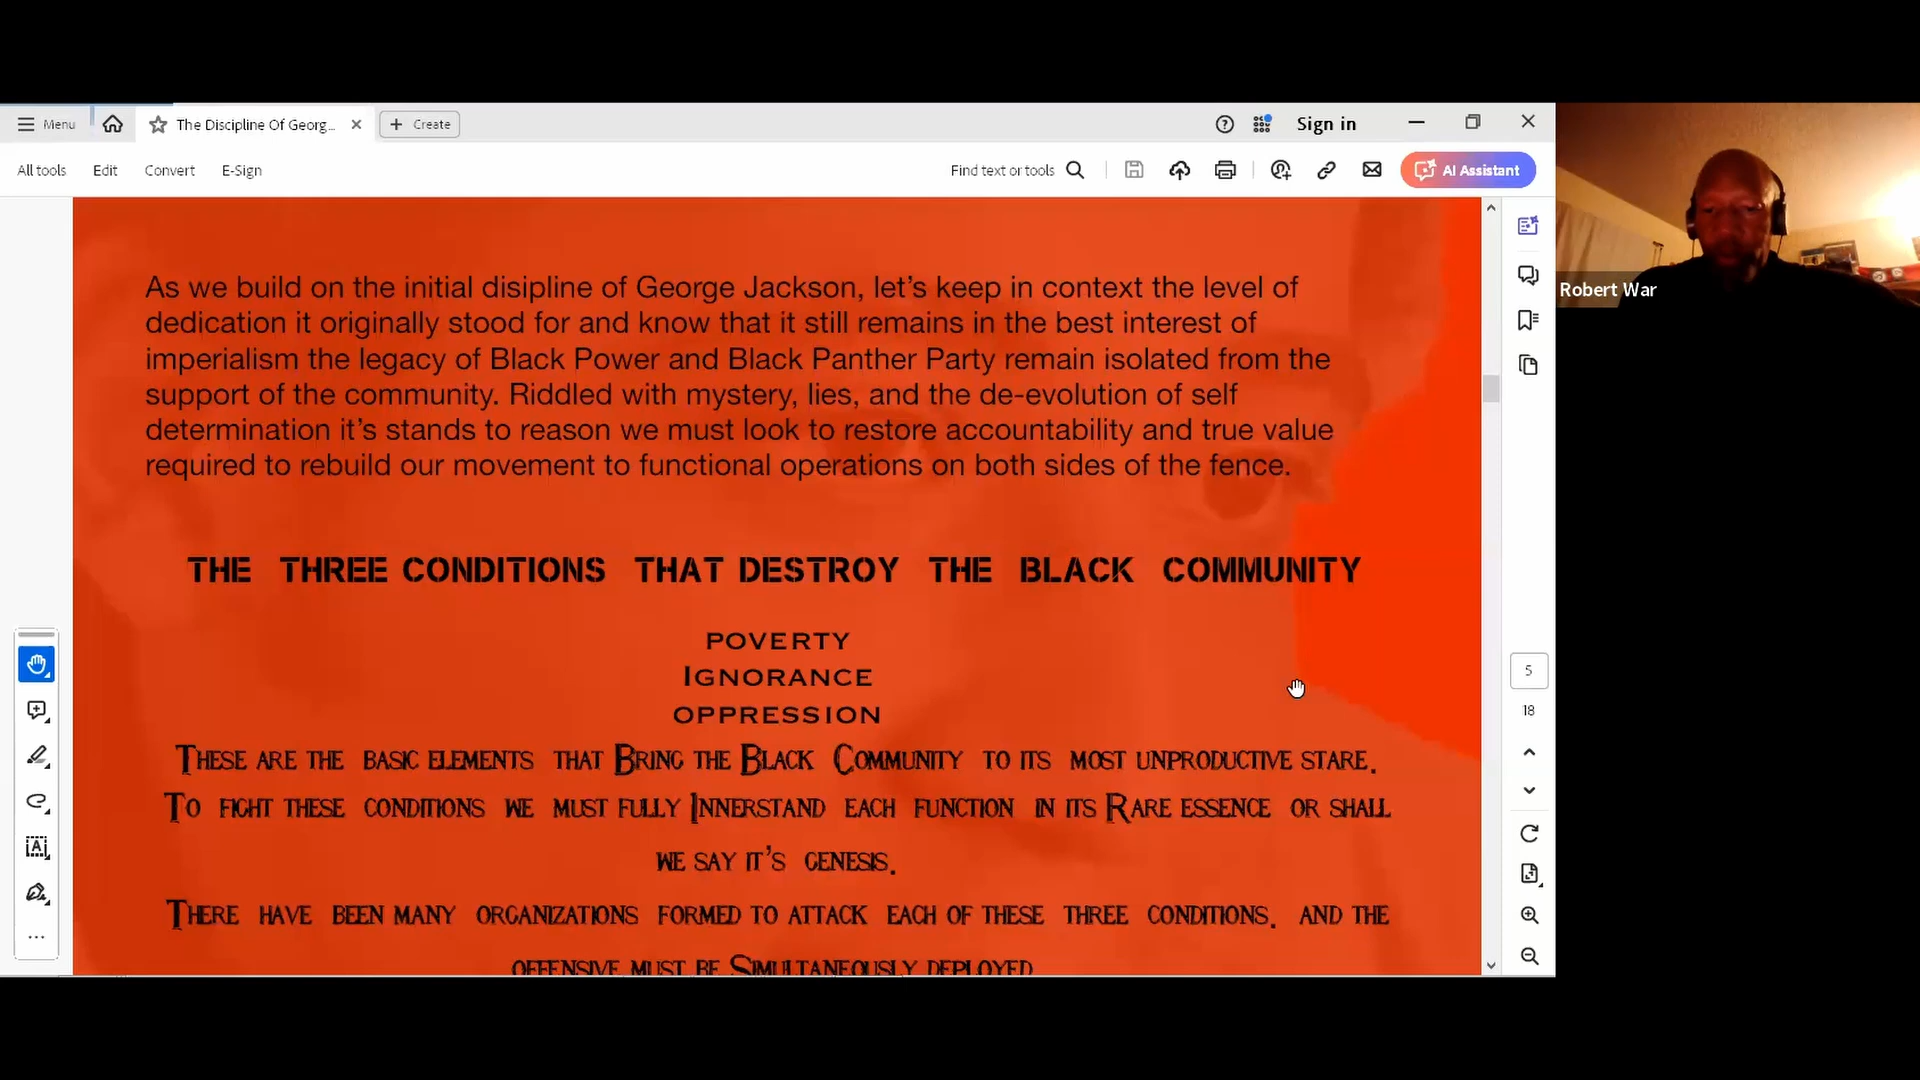 Menu
The Discipline Of Georg...
Create
Sign in
All tools
Edit
Convert
E-Sign
Find text or tools
AI Assistant
As we build on the initial disipline of George Jackson, let's keep in context the level of
dedication it originally stood for and know that it still remains in the best interest of
imperialism the legacy of Black Power and Black Panther Party remain isolated from the
support of the community. Riddled with mystery, lies, and the de-evolution of self
determination it's stands to reason we must look to restore accountability and true value
required to rebuild our movement to functional operations on both sides of the fence.
THE THREE CONDITIONS THAT DESTROY THE BLACK COMMUNITY
POVERTY
IGNORANCE
OPPRESSION
THESE ARE THE BASIC ELEMENTS THAT BRING THE BLACK COMMUNITY TO ITS MOST UNPRODUCTIVE STARE.
TO FIGHT THESE CONDITIONS WE MUST FULLY INNERSTAND EACH FUNCTION IN ITS RARE ESSENCE OR SHALL
WE SAY IT'S GENESIS.
THERE HAVE BEEN MANY ORGANIZATIONS FORMED TO ATTACK EACH OF THESE THREE CONDITIONS. AND THE
OFFENSIVE MUST BE SIMULTANEOUSLY DEPLOYED
5
18
Robert War